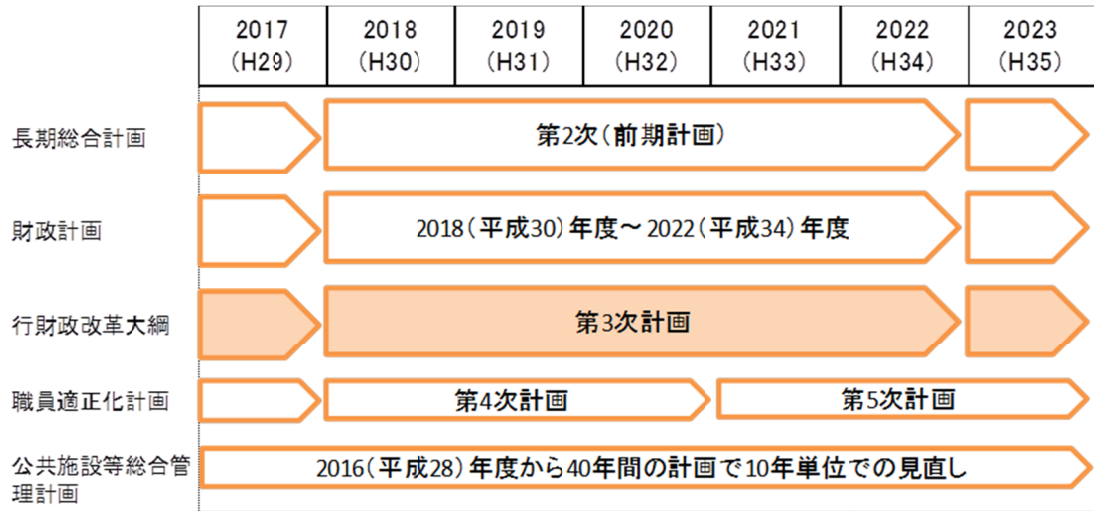 2017 2018 2019 2020 2021 2022 2023
(H29) (H30) (H31) (H32) (H33) (H34) (H35)
長期総合計画 第2次(前期計画)
財政計画 2018(平成30)年度～2022(平成34)年度
行財政改革大綱 第3次計画
職員適正化計画 第4次計画 第5次計画
公共施設等総合管
理計画
2016(平成28)年度から40年間の計画で10年単位での見直し